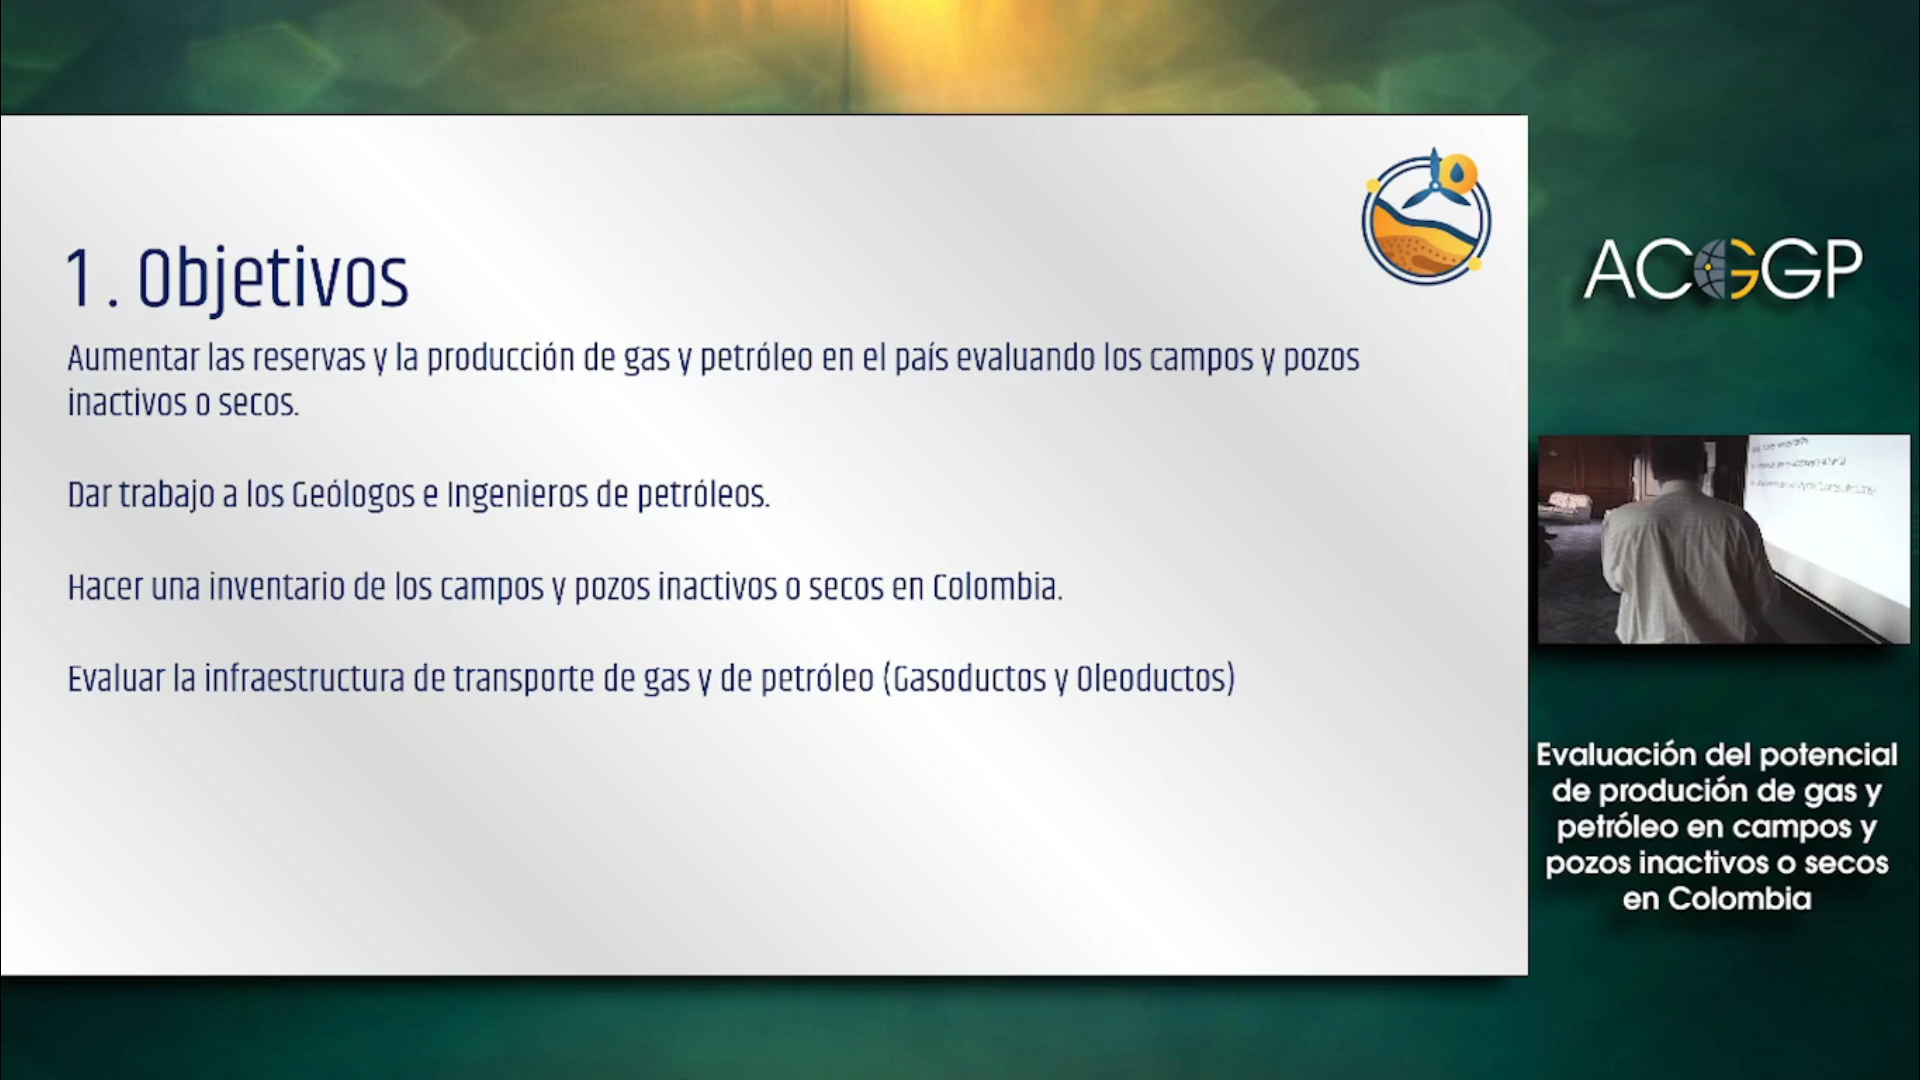 1. Objetivos
Aumentar las reservas y la producción de gas y petróleo en el país evaluando los campos y pozos
inactivos o secos.
Dar trabajo a los Geólogos e Ingenieros de petróleos.
Hacer una inventario de los campos y pozos inactivos o secos en Colombia.
Evaluar la infraestructura de transporte de gas y de petróleo (Gasoductos y Oleoductos)
ACGGP
Evaluación del potencial
de produción de gas y
petróleo en campos y
pozos inactivos o secos
en Colombia